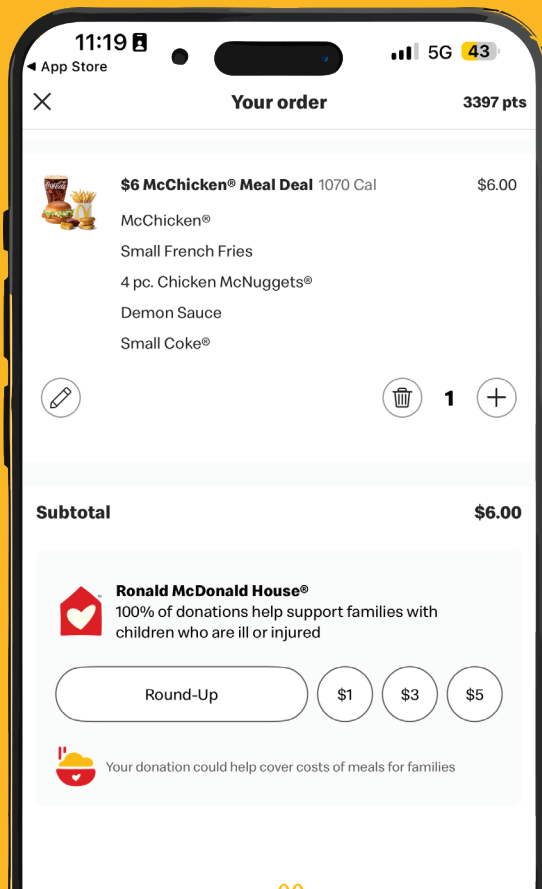 11:19
5G 43
◀ App Store
Your order
3397 pts
$6 McChicken® Meal Deal 1070 Cal $6.00
McChicken®
Small French Fries
4 pc. Chicken McNuggets®
Demon Sauce
Small Coke®
1
Subtotal $6.00
Ronald McDonald House®
100% of donations help support families with
children who are ill or injured
Round-Up $1 $3 $5
Your donation could help cover costs of meals for families